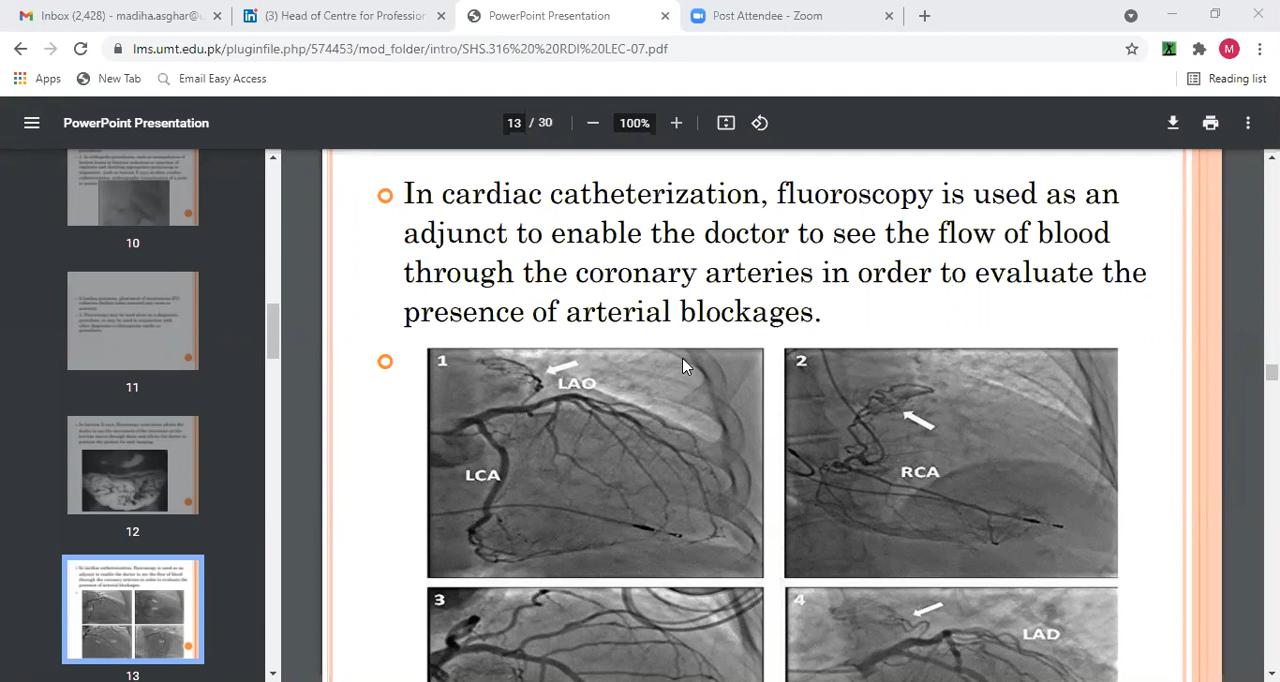 Inbox (2,428) - madiha.asghar@u
(3) Head of Centre for Profession
PowerPoint Presentation
Post Attendee - Zoom
lms.umt.edu.pk/pluginfile.php/574453/mod_folder/intro/SHS.316%20%20RDI%20LEC-07.pdf
M
Apps
New Tab
Email Easy Access
Reading list
PowerPoint Presentation
13 / 30
100%
10
11
12
13
In cardiac catheterization, fluoroscopy is used as an
adjunct to enable the doctor to see the flow of blood
through the coronary arteries in order to evaluate the
presence of arterial blockages.
1
LAO
LCA
2
RCA
3
4
LAD